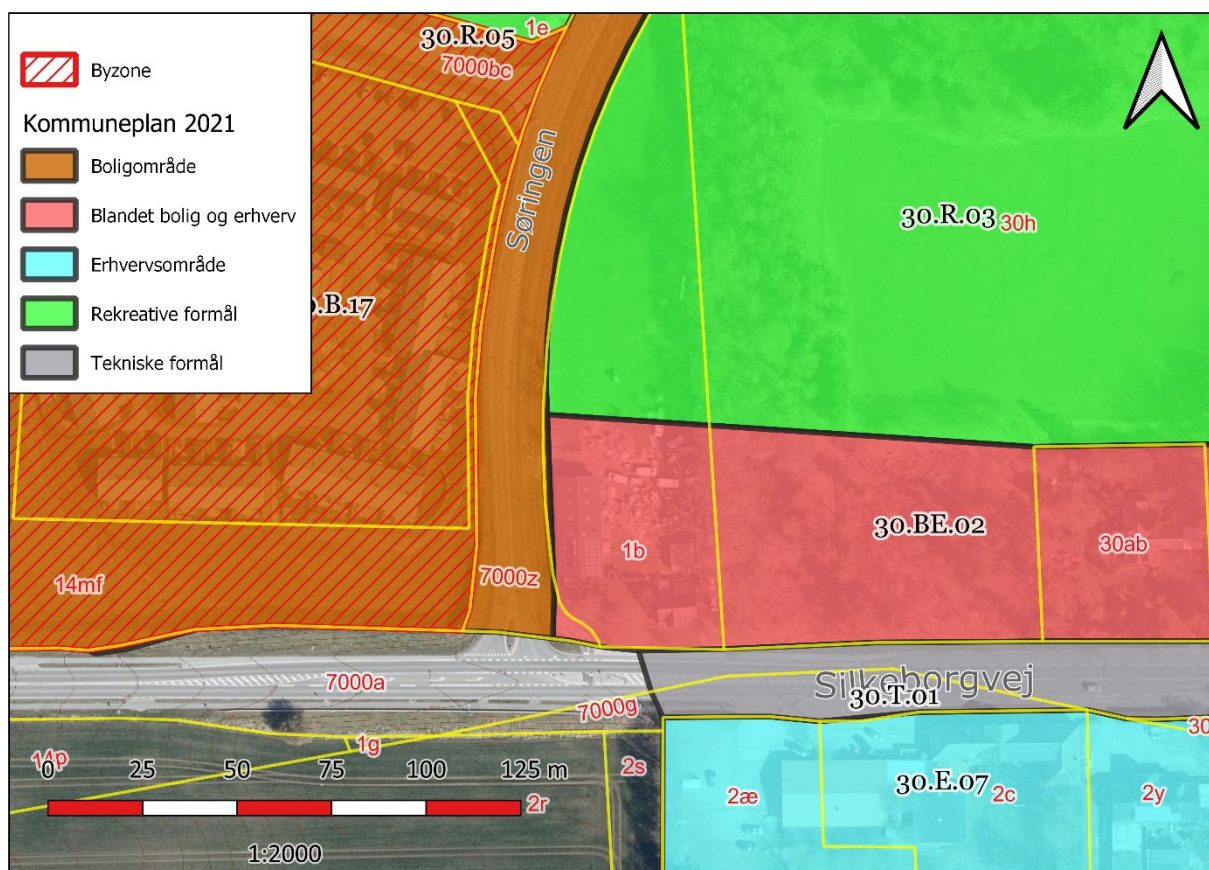 Byzone
Kommuneplan 2021
Boligområde
Blandet bolig og erhverv
Erhvervsområde
Rekreative formål
Tekniske formål
30.R.05
1e
7000bc
Søringen
30.R.03
30h
.B.17
30.BE.02
1b
30ab
7000z
14mf
7000a
Silkeborgvej
30.T.01
7000g
1g
14p
2s
30
0 25 50 75 100 125 m
2r
1:2000
2æ
30.E.07
2c
2y